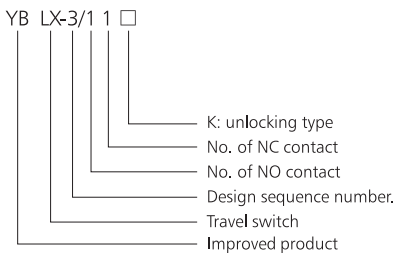 YB LX-3/1 1 □
K: unlocking type
No. of NC contact
No. of NO contact
Design sequence number.
Travel switch
Improved product